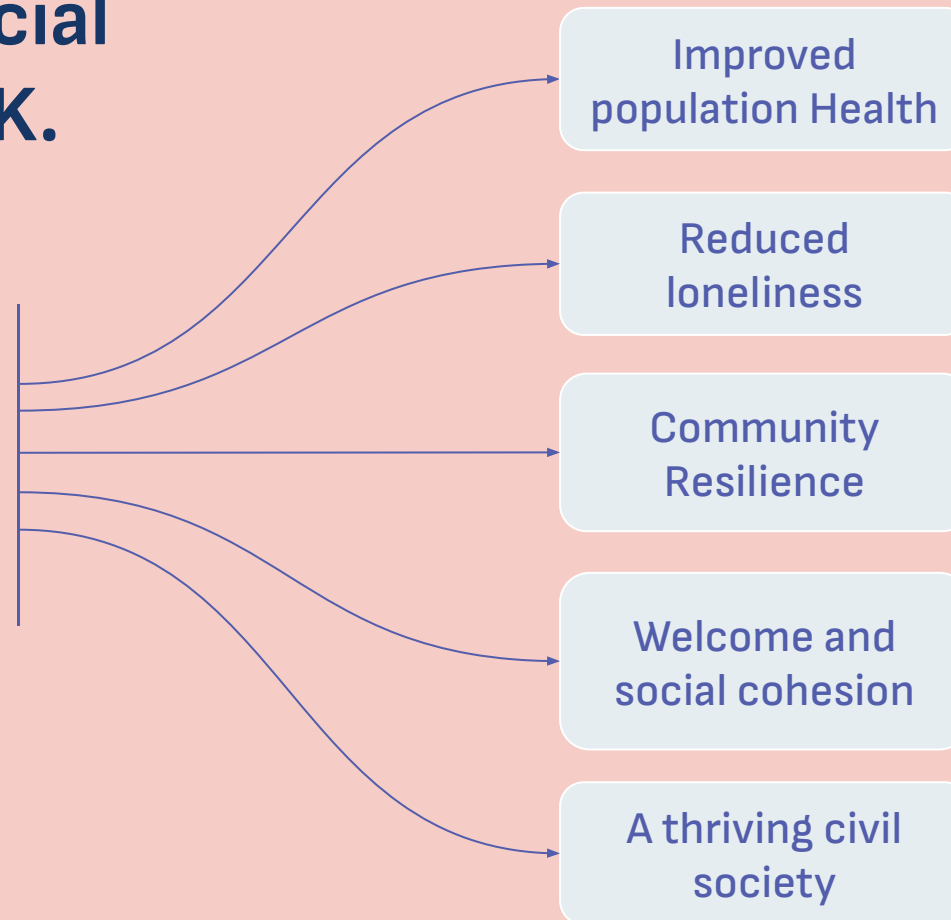 cial
K.
Improved
population Health
Reduced
loneliness
Community
Resilience
Welcome and
social cohesion
A thriving civil
society